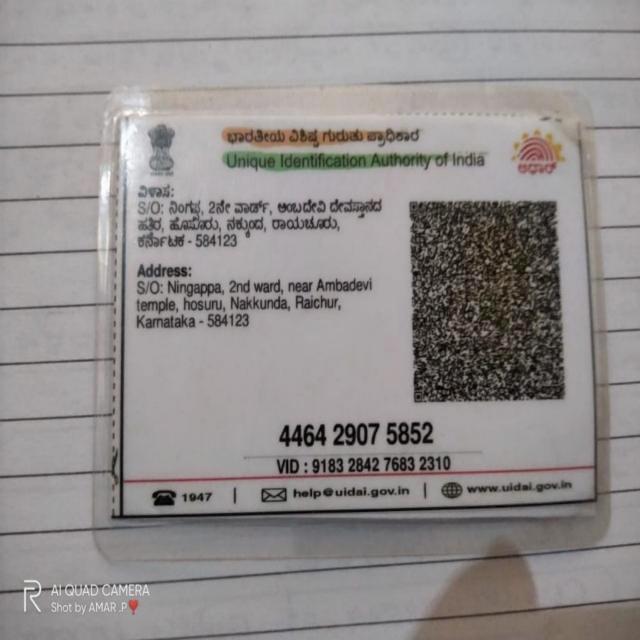 ಭಾರತೀಯ ವಿಶಿಷ್ಟ ಗುರುತು ಪ್ರಾಧಿಕಾರ
Unique Identification Authority of India
ಆಧಾರ್
ವಿಳಾಸ:
S/O: ನಿಂಗಪ್ಪ, 2ನೇ ವಾರ್ಡ್, ಅಂಬದೇವಿ ದೇವಸ್ತಾನದ
ಹತ್ತಿರ, ಹೊಸೂರು, ನಕ್ಕುಂದ, ರಾಯಚೂರು,
ಕರ್ನಾಟಕ - 584123
Address:
S/O: Ningappa, 2nd ward, near Ambadevi
temple, hosuru, Nakkunda, Raichur,
Karnataka - 584123
4464 2907 5852
VID : 9183 2842 7683 2310
1947 | help@uidai.gov.in | www.uidai.gov.in
AI QUAD CAMERA
Shot by AMAR .P